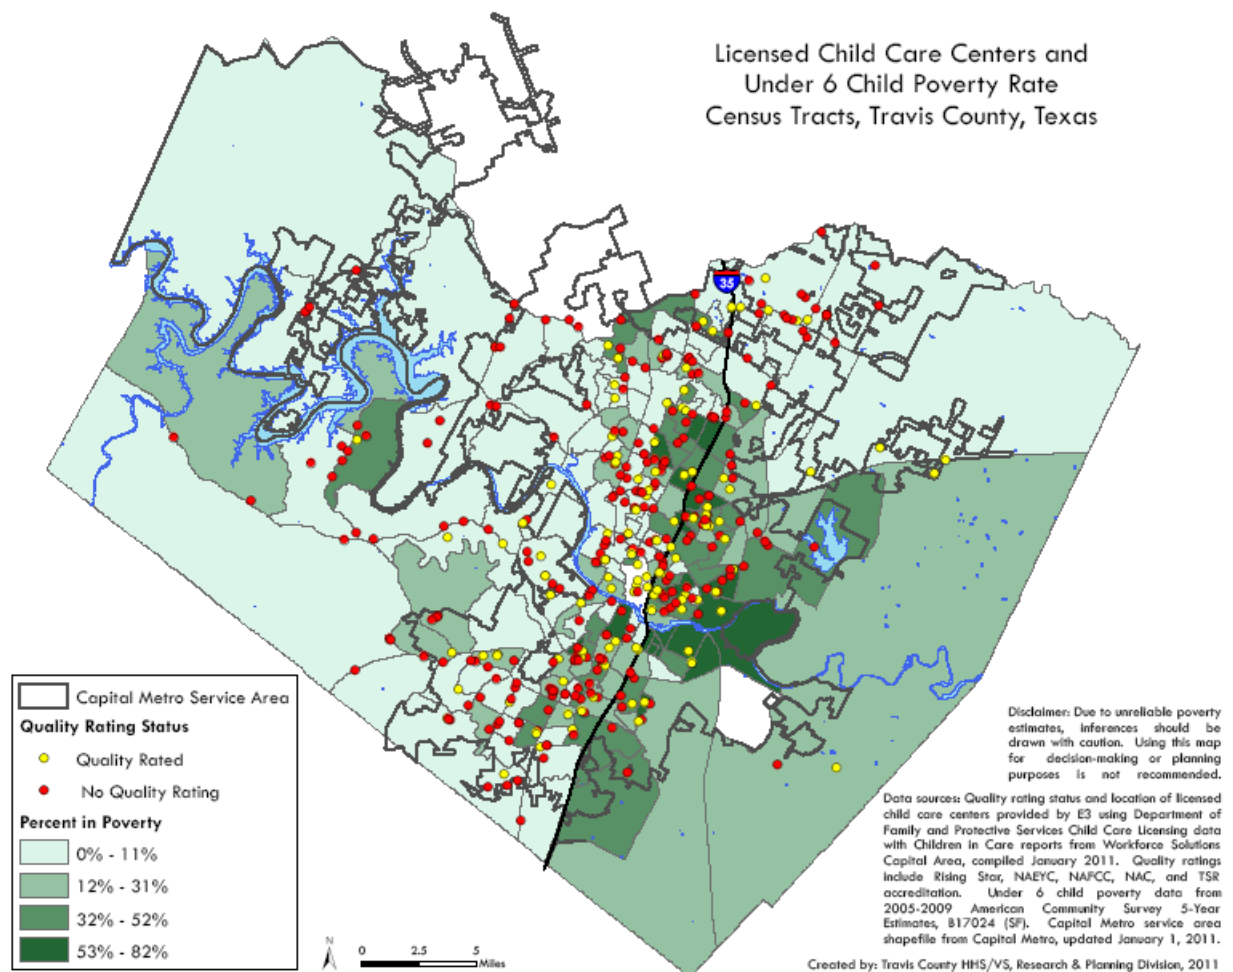 Licensed Child Care Centers and
Under 6 Child Poverty Rate
Census Tracts, Travis County, Texas
35
Capital Metro Service Area
Quality Rating Status
Quality Rated
No Quality Rating
Percent in Poverty
0% - 11%
12% - 31%
32% - 52%
53% - 82%
N
0 2.5 5
Miles
Disclaimer: Due to unreliable poverty
estimates, inferences should be
drawn with caution. Using this map
for decision-making or planning
purposes is not recommended.
Data sources: Quality rating status and location of licensed
child care centers provided by E3 using Department of
Family and Protective Services Child Care Licensing data
with Children in Care reports from Workforce Solutions
Capital Area, compiled January 2011. Quality ratings
include Rising Star, NAEYC, NAFCC, NAC, and TSR
accreditation. Under 6 child poverty data from
2005-2009 American Community Survey 5-Year
Estimates, B17024 (SF). Capital Metro service area
shapefile from Capital Metro, updated January 1, 2011.
Created by: Travis County HHS/VS, Research & Planning Division, 2011